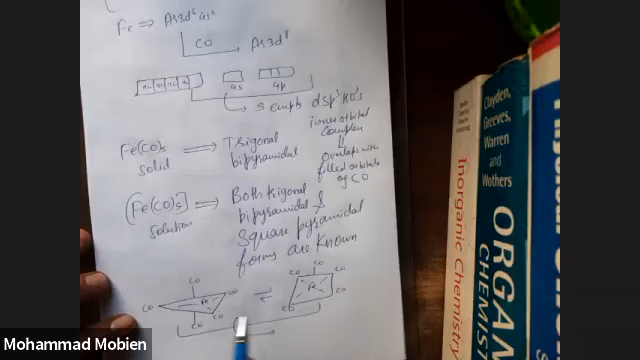 Fe ⇒ Ar3d⁶4s²
CO
Ar3d⁸
4s
4p
5 empty dsp³ HO's
inner orbital
Complex
Overlaps with
filled orbitals
of CO
Fe(CO)5 ⇒ Trigonal
solid bipyramidal
[Fe(CO)5] ⇒ Both trigonal
solution bipyramidal &
Square pyramidal
forms are known
CO CO CO CO CO Fe
⇌
CO CO CO CO CO Fe
Inorganic Chemistry
Clayden,
Greeves,
Warren
and
Wothers
ORGANIC
CHEMISTRY
Physical
Mohammad Mobien